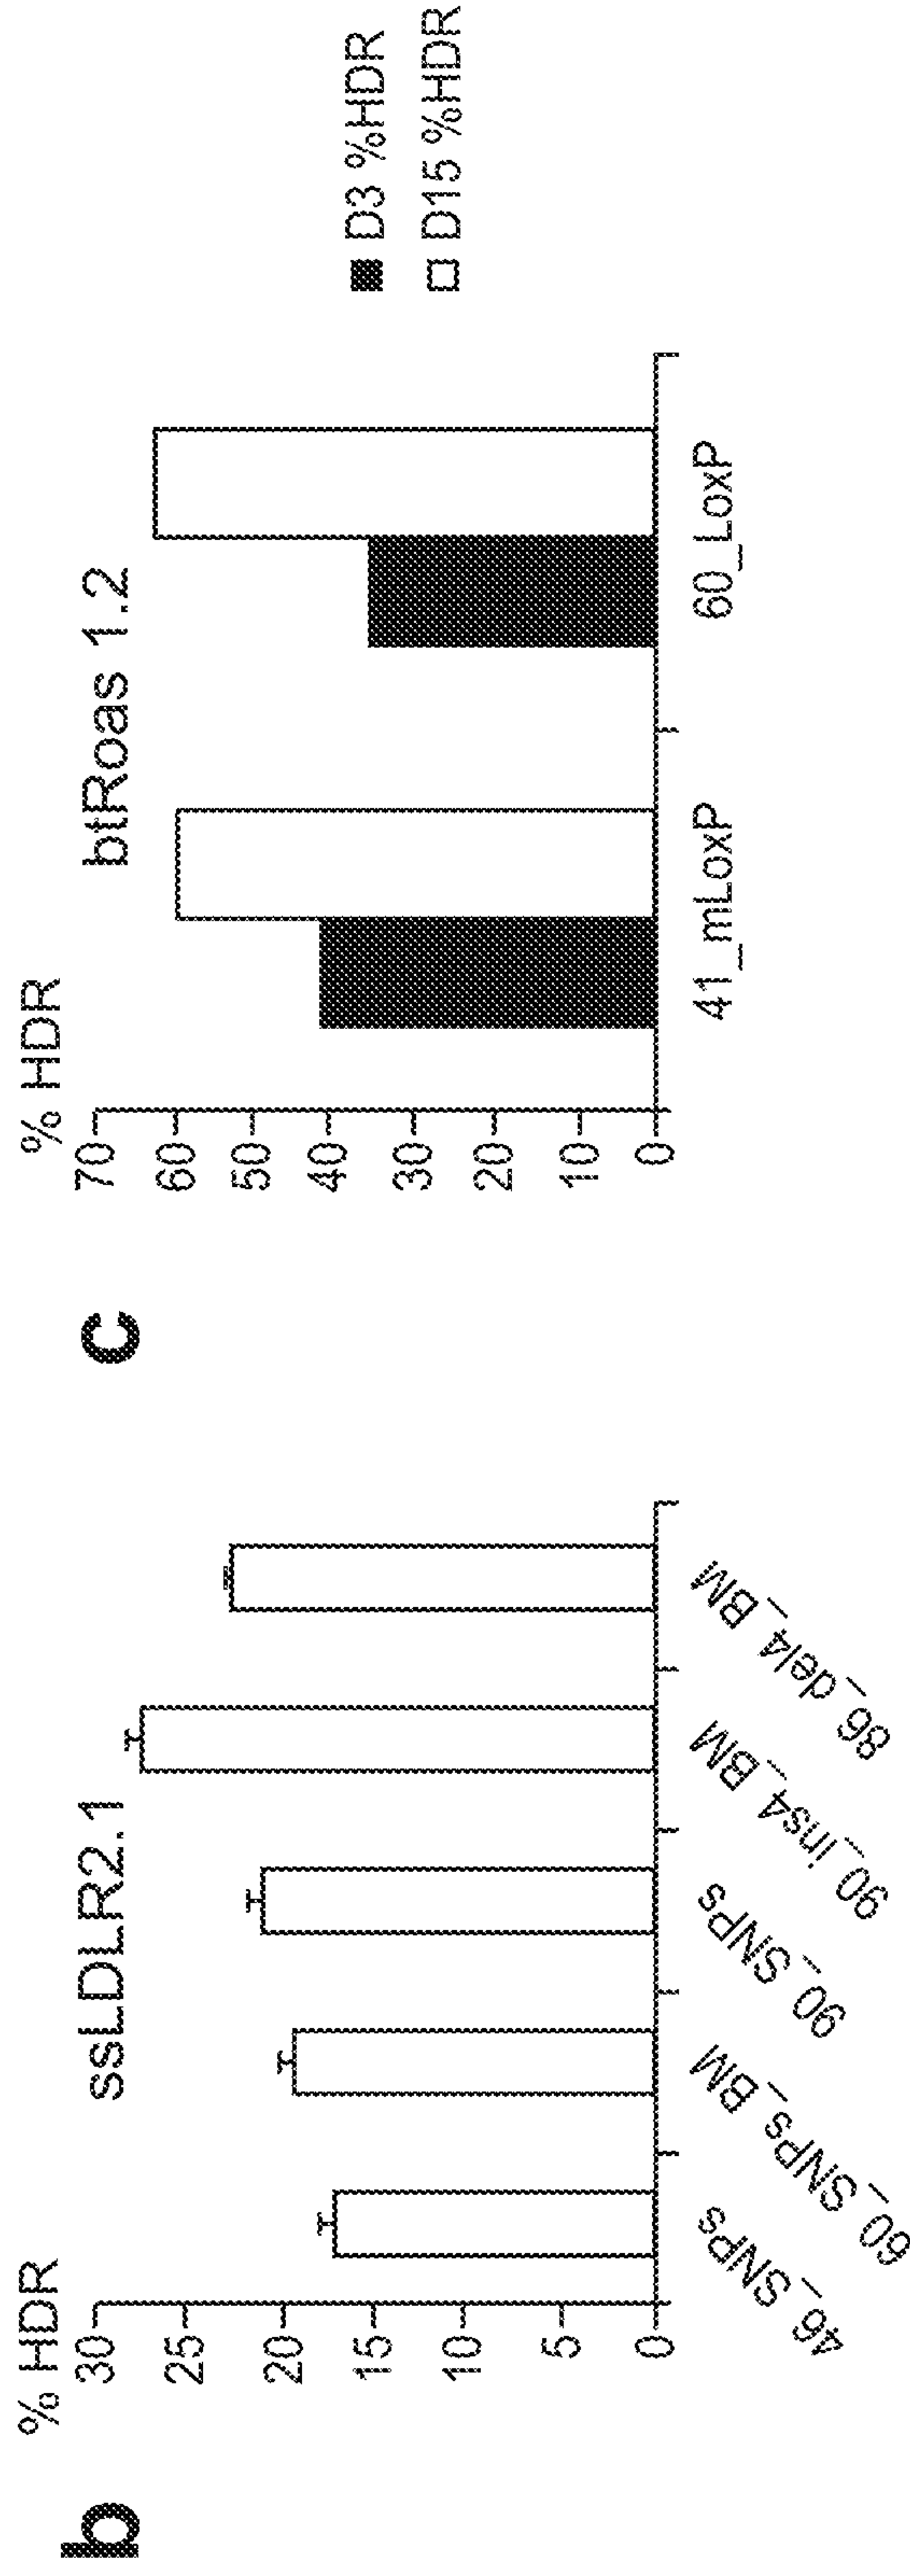 b
% HDR
ssLDLR2.1
30
25
20
15
10
5
0
46_SNPs
60_SNPs_BM
90_SNPs
90_ins4_BM
86_del4_BM
c
% HDR
btRoas 1.2
70
60
50
40
30
20
10
0
41_mLoxP
60_LoxP
D3 %HDR
D15 %HDR